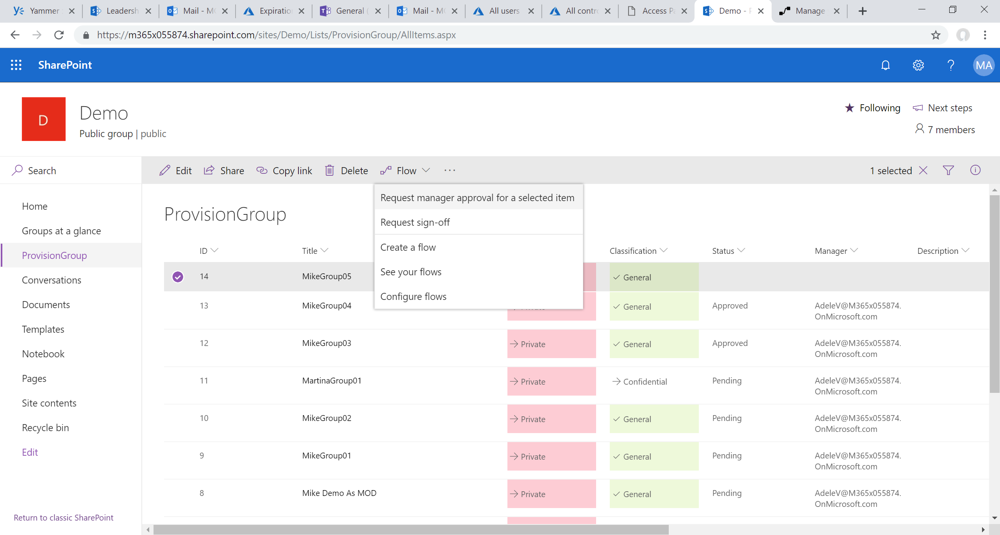 Yammer
Leadersh
Mail - M
Expiration
General (
Mail - M
All users
All contr
Access Pa
Demo -
Manage
https://m365x055874.sharepoint.com/sites/Demo/Lists/ProvisionGroup/AllItems.aspx
SharePoint
MA
D
Demo
Public group | public
Following
Next steps
7 members
Search
Edit
Share
Copy link
Delete
Flow
1 selected
Home
Groups at a glance
ProvisionGroup
Conversations
Documents
Templates
Notebook
Pages
Site contents
Recycle bin
Edit
Return to classic SharePoint
ProvisionGroup
Request manager approval for a selected item
Request sign-off
Create a flow
See your flows
Configure flows
ID Title Classification Status Manager Description
14 MikeGroup05 General
13 MikeGroup04 General Approved AdeleV@M365x055874.
OnMicrosoft.com
12 MikeGroup03 Private General Approved AdeleV@M365x055874.
OnMicrosoft.com
11 MartinaGroup01 Private Confidential Pending AdeleV@M365x055874.
OnMicrosoft.com
10 MikeGroup02 Private General Pending AdeleV@M365x055874.
OnMicrosoft.com
9 MikeGroup01 Private General Pending AdeleV@M365x055874.
OnMicrosoft.com
8 Mike Demo As MOD Private General Pending AdeleV@M365x055874.
OnMicrosoft.com